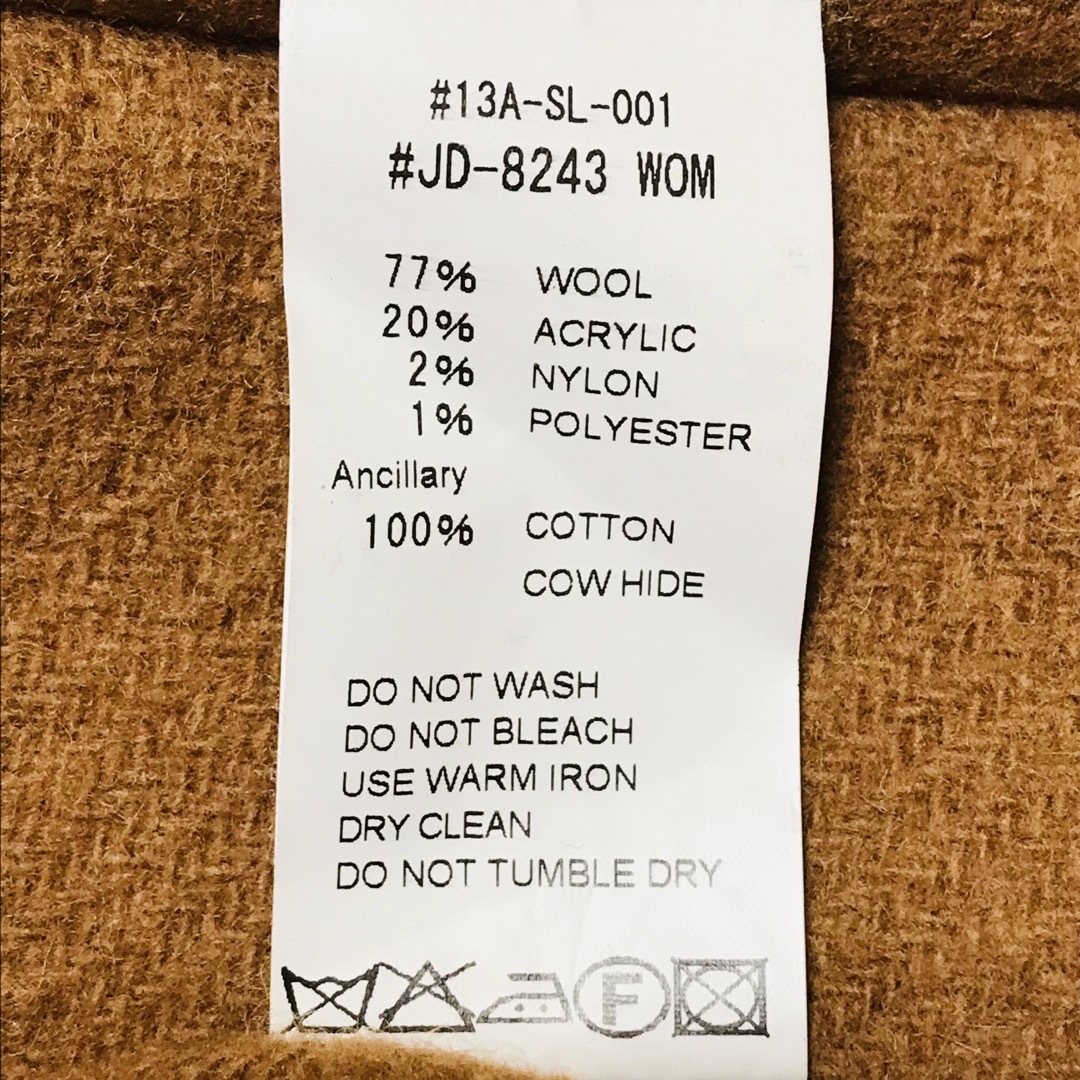 #13A-SL-001
#JD-8243 WOM
77% WOOL
20% ACRYLIC
2% NYLON
1% POLYESTER
Ancillary
100% COTTON
COW HIDE
DO NOT WASH
DO NOT BLEACH
USE WARM IRON
DRY CLEAN
DO NOT TUMBLE DRY
F